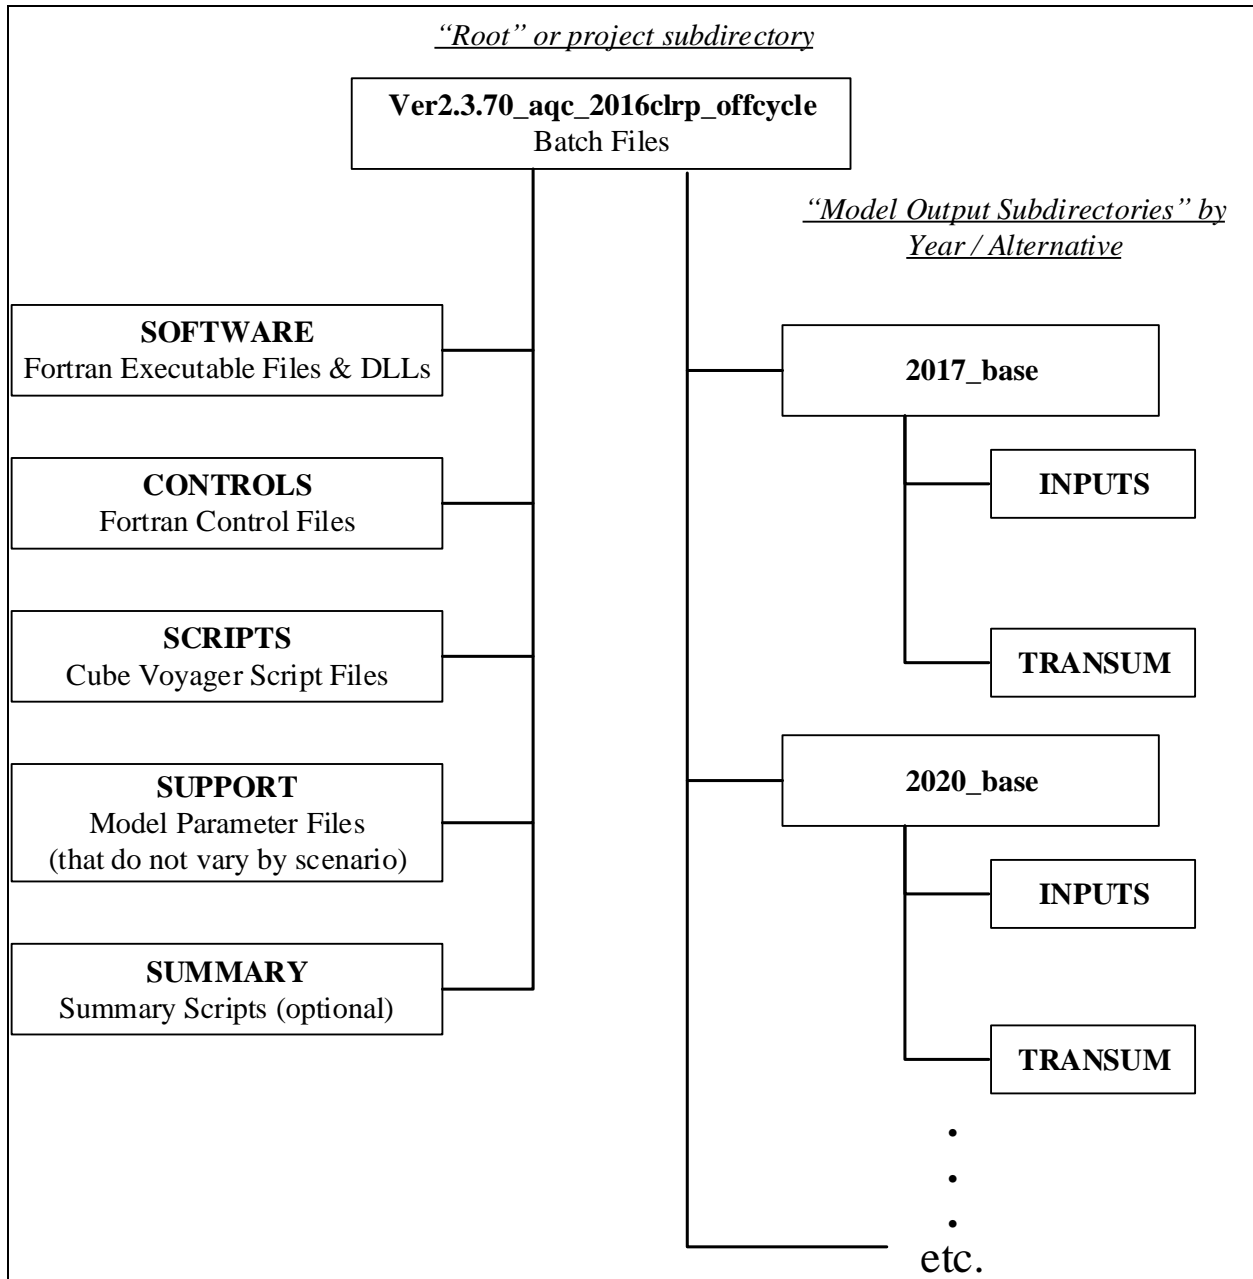 “Root” or project subdirectory
Ver2.3.70_aqc_2016clrp_offcycle
Batch Files
“Model Output Subdirectories” by
Year / Alternative
SOFTWARE
Fortran Executable Files & DLLs
CONTROLS
Fortran Control Files
SCRIPTS
Cube Voyager Script Files
SUPPORT
Model Parameter Files
(that do not vary by scenario)
SUMMARY
Summary Scripts (optional)
2017_base
INPUTS
TRANSUM
2020_base
INPUTS
TRANSUM
etc.